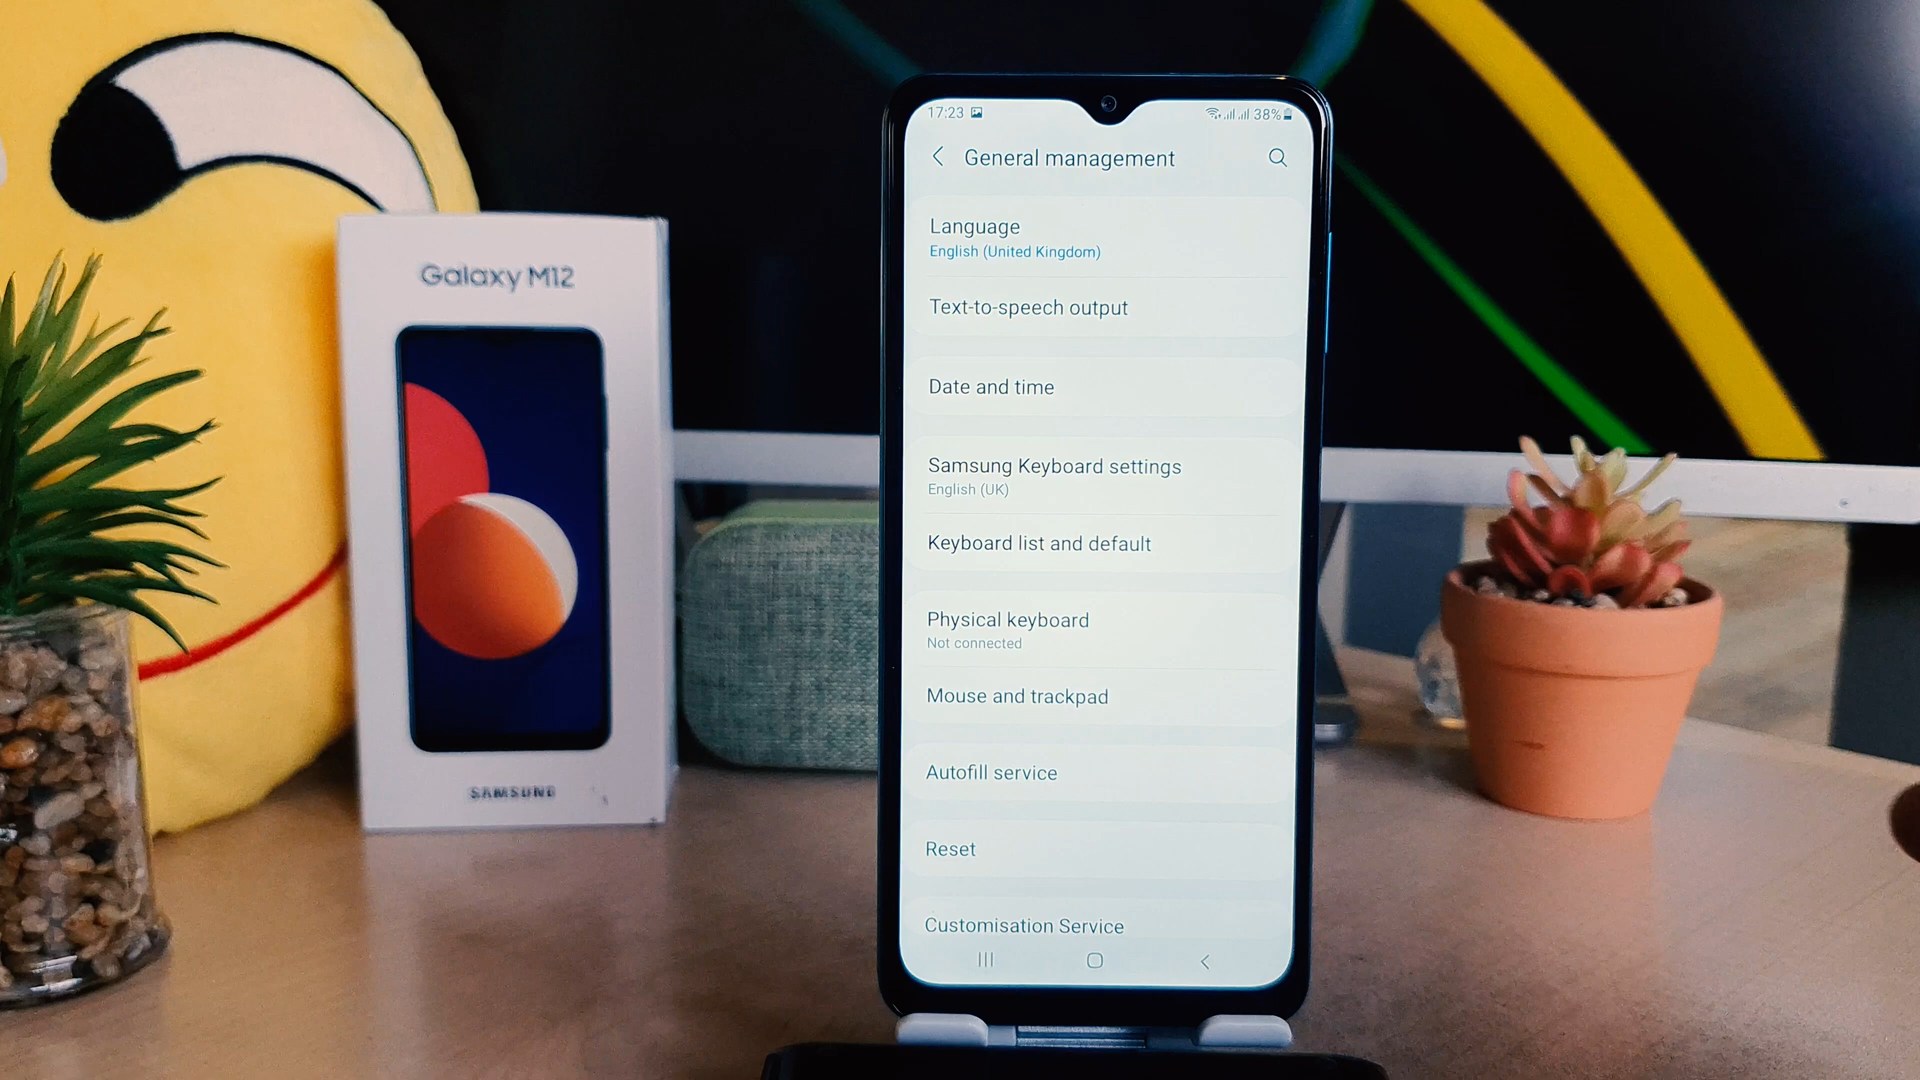 Galaxy M12
SAMSUNG
17:23
38%
General management
Language
English (United Kingdom)
Text-to-speech output
Date and time
Samsung Keyboard settings
English (UK)
Keyboard list and default
Physical keyboard
Not connected
Mouse and trackpad
Autofill service
Reset
Customisation Service